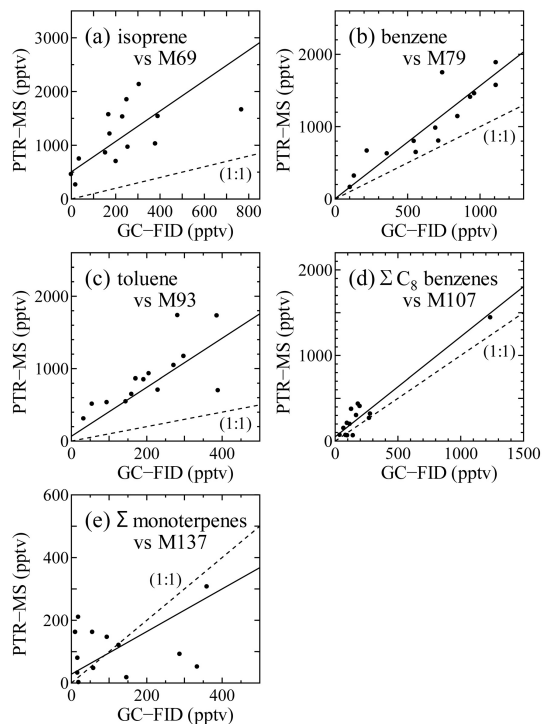 (a) isoprene
vs M69
PTR−MS (pptv)
3000
2000
1000
0
(1:1)
0 200 400 600 800
GC−FID (pptv)
(b) benzene
vs M79
PTR−MS (pptv)
2000
1000
0
(1:1)
0 500 1000
GC−FID (pptv)
(c) toluene
vs M93
PTR−MS (pptv)
2000
1000
0
(1:1)
0 200 400
GC−FID (pptv)
(d) Σ C₈ benzenes
vs M107
PTR−MS (pptv)
2000
1000
0
(1:1)
0 500 1000 1500
GC−FID (pptv)
(e) Σ monoterpenes
vs M137
PTR−MS (pptv)
600
400
200
0
(1:1)
0 200 400
GC−FID (pptv)